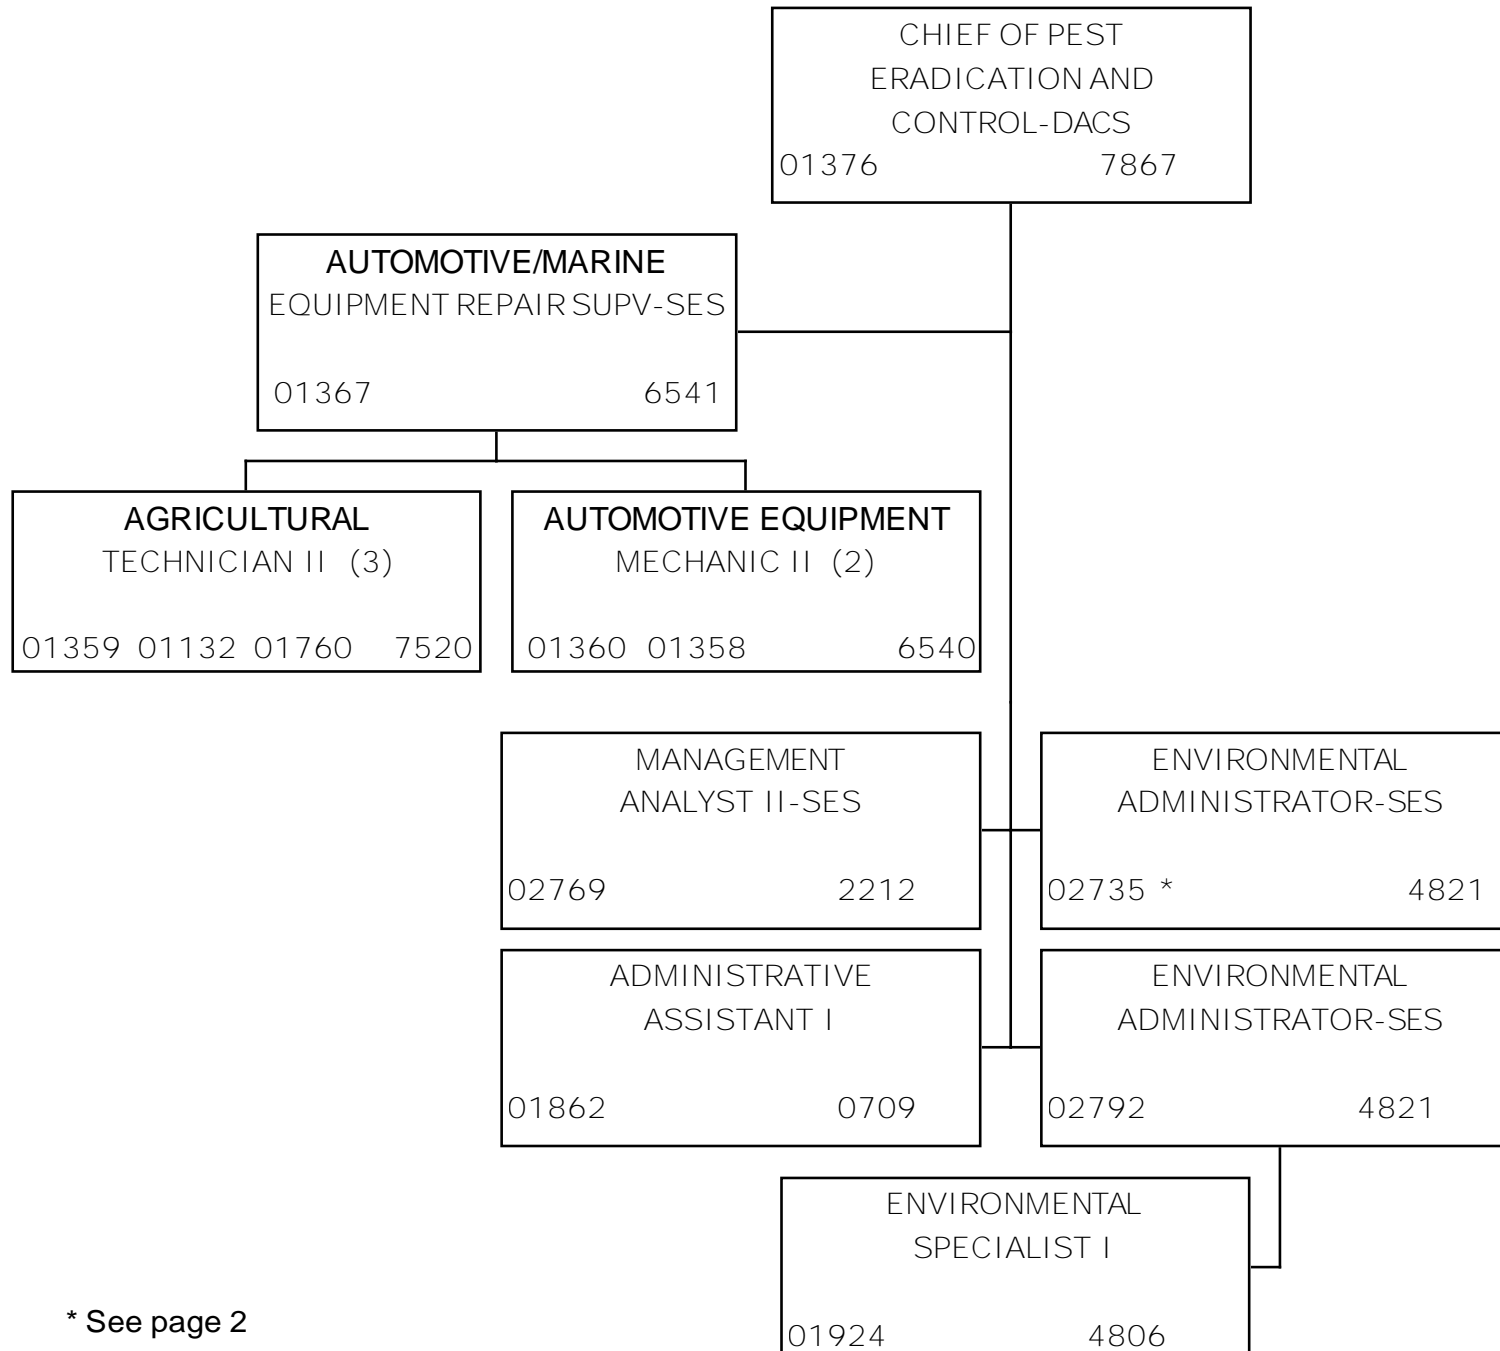 CHIEF OF PEST
ERADICATION AND
CONTROL-DACS
01376 7867
AUTOMOTIVE/MARINE
EQUIPMENT REPAIR SUPV-SES
01367 6541
AGRICULTURAL
TECHNICIAN II (3)
01359 01132 01760 7520
AUTOMOTIVE EQUIPMENT
MECHANIC II (2)
01360 01358 6540
MANAGEMENT
ANALYST II-SES
02769 2212
ENVIRONMENTAL
ADMINISTRATOR-SES
02735 * 4821
ADMINISTRATIVE
ASSISTANT I
01862 0709
ENVIRONMENTAL
ADMINISTRATOR-SES
02792 4821
ENVIRONMENTAL
SPECIALIST I
01924 4806
* See page 2